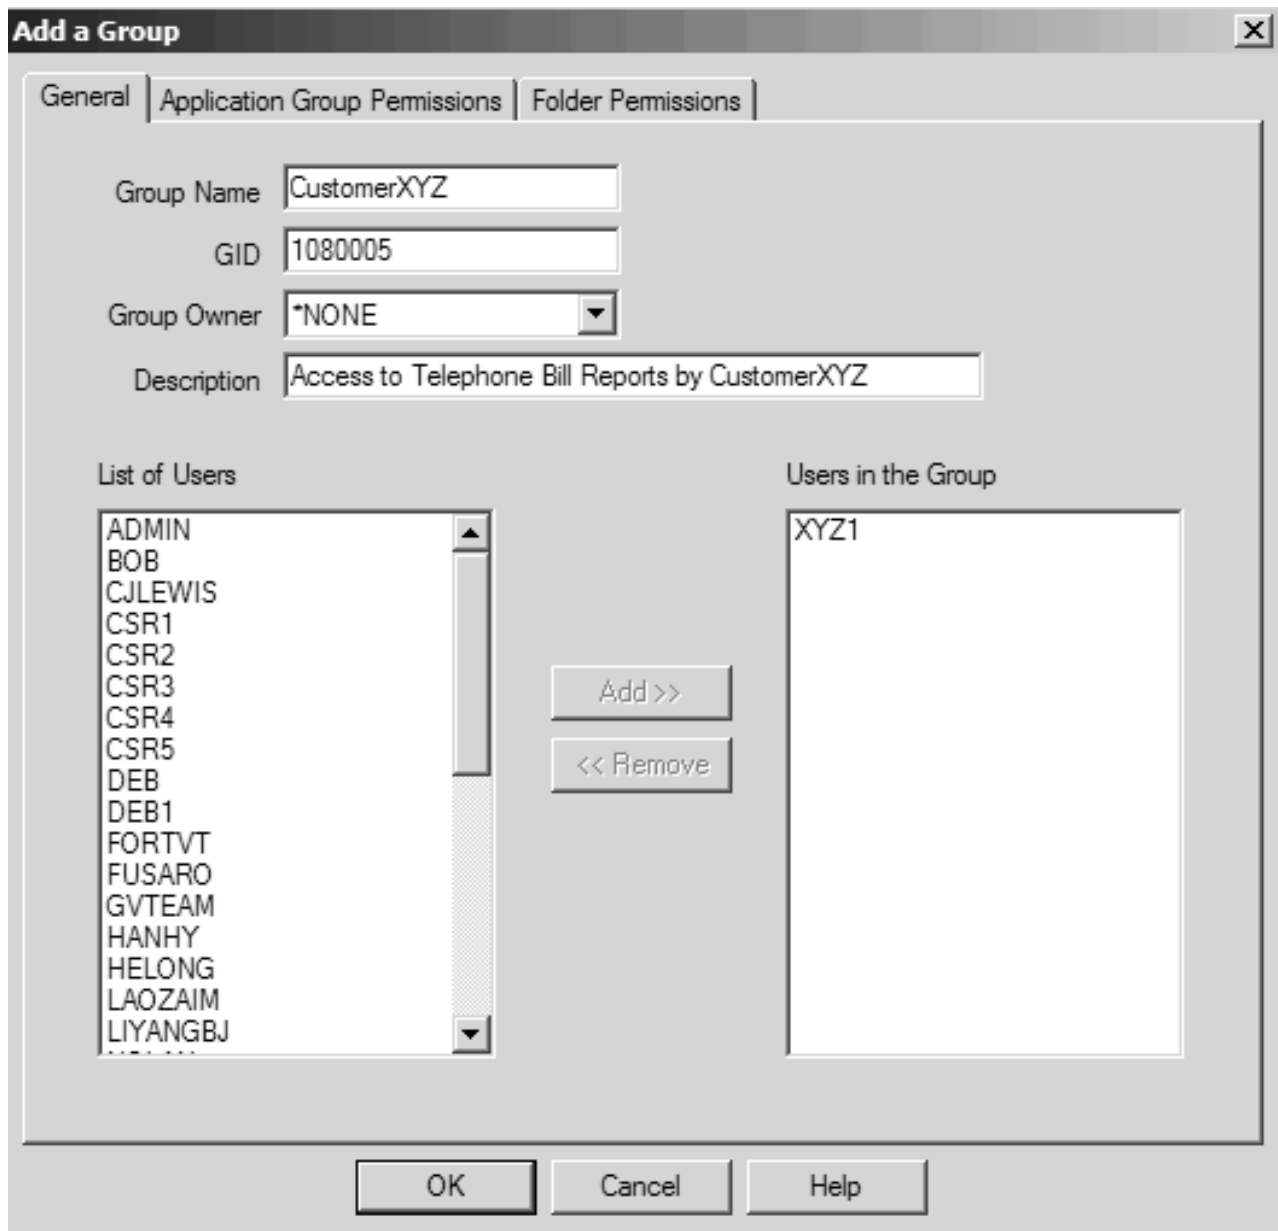 Add a Group
General
Application Group Permissions
Folder Permissions
Group Name
CustomerXYZ
GID
1080005
Group Owner
*NONE
Description
Access to Telephone Bill Reports by CustomerXYZ
List of Users
ADMIN
BOB
CJLEWIS
CSR1
CSR2
CSR3
CSR4
CSR5
DEB
DEB1
FORTVT
FUSARO
GVTEAM
HANHY
HELONG
LAOZAIM
LIYANGBJ
Add >>
<< Remove
Users in the Group
XYZ1
OK
Cancel
Help